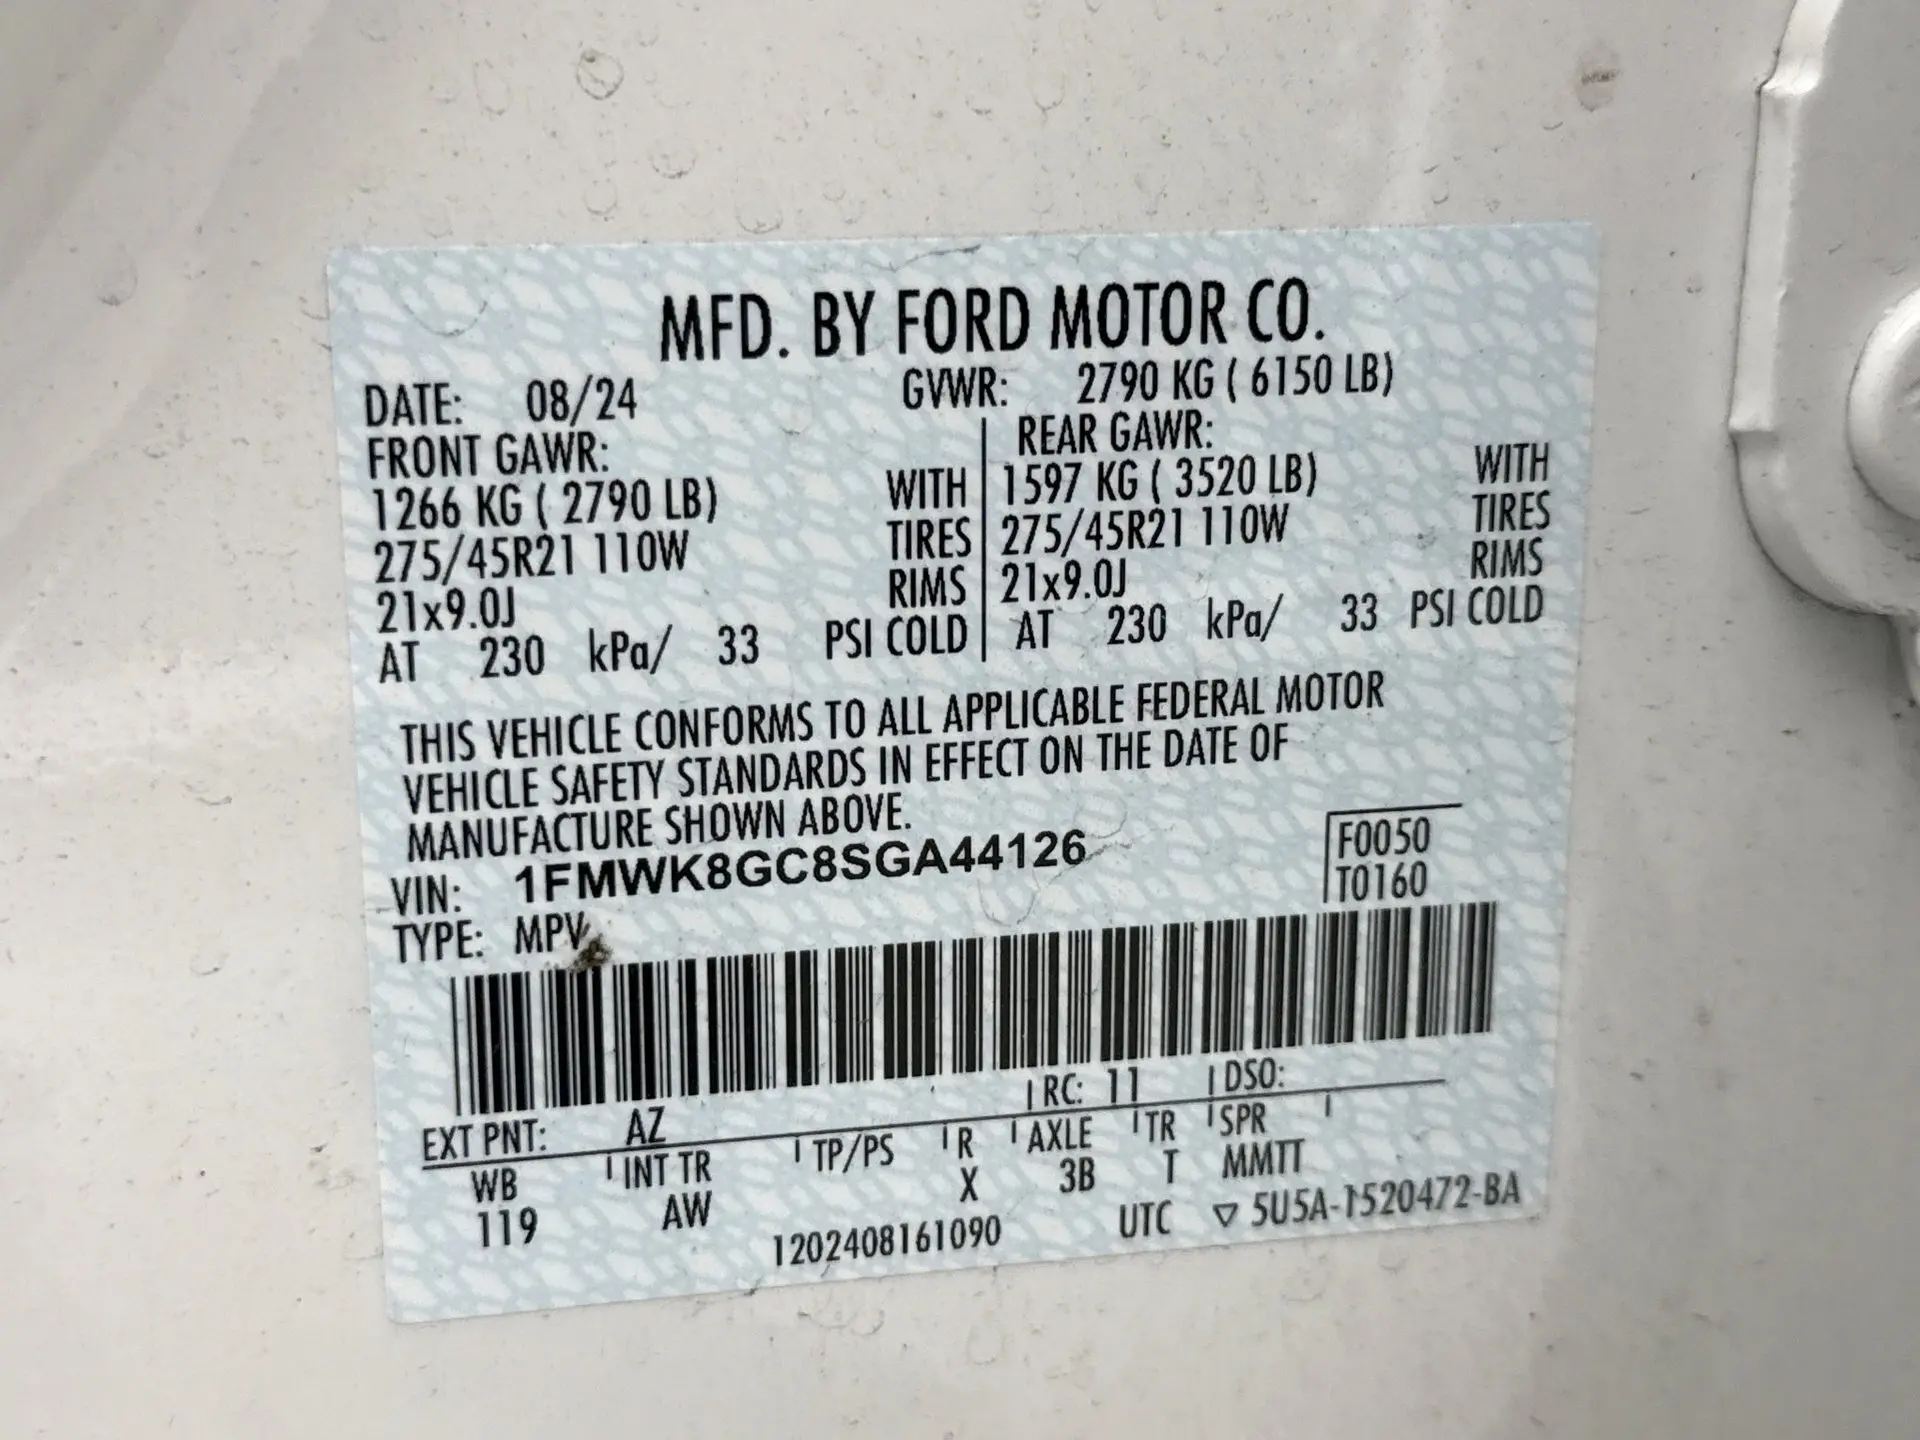 MFD. BY FORD MOTOR CO.
DATE: 08/24 GVWR: 2790 KG ( 6150 LB)
FRONT GAWR: REAR GAWR:
1266 KG ( 2790 LB) WITH 1597 KG ( 3520 LB) WITH
275/45R21 110W TIRES 275/45R21 110W TIRES
21x9.0J RIMS 21x9.0J RIMS
AT 230 kPa/ 33 PSI COLD AT 230 kPa/ 33 PSI COLD
THIS VEHICLE CONFORMS TO ALL APPLICABLE FEDERAL MOTOR
VEHICLE SAFETY STANDARDS IN EFFECT ON THE DATE OF
MANUFACTURE SHOWN ABOVE.
VIN: 1FMWK8GC8SGA44126 F0050
TYPE: MPV T0160
EXT PNT: AZ RC: 11 DSO:
WB INT TR TP/PS R AXLE TR SPR
119 AW X 3B T MMTT
1202408161090 UTC ▽ 5U5A-1520472-BA